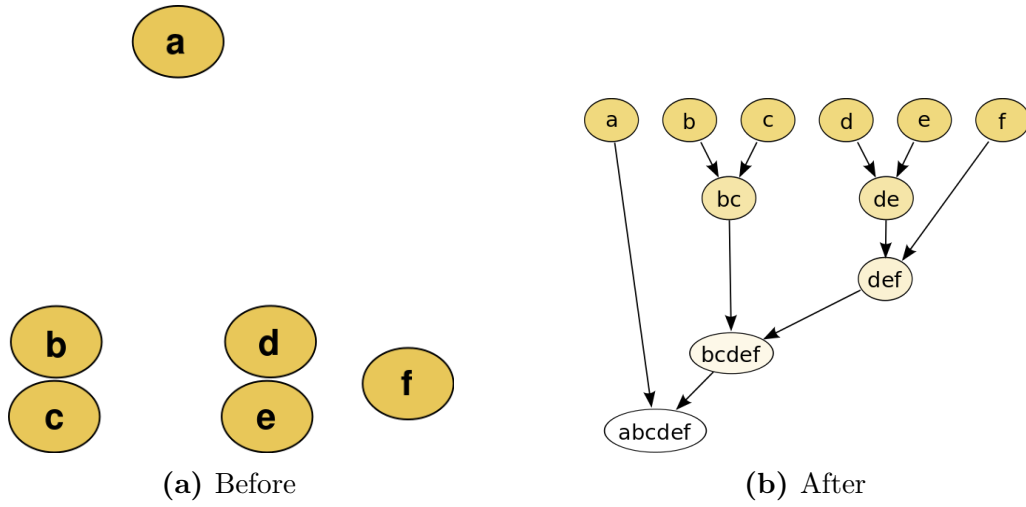 a
b
c
d
e
f
(a) Before
a b c d e f
bc de
def
bcdef
abcdef
(b) After